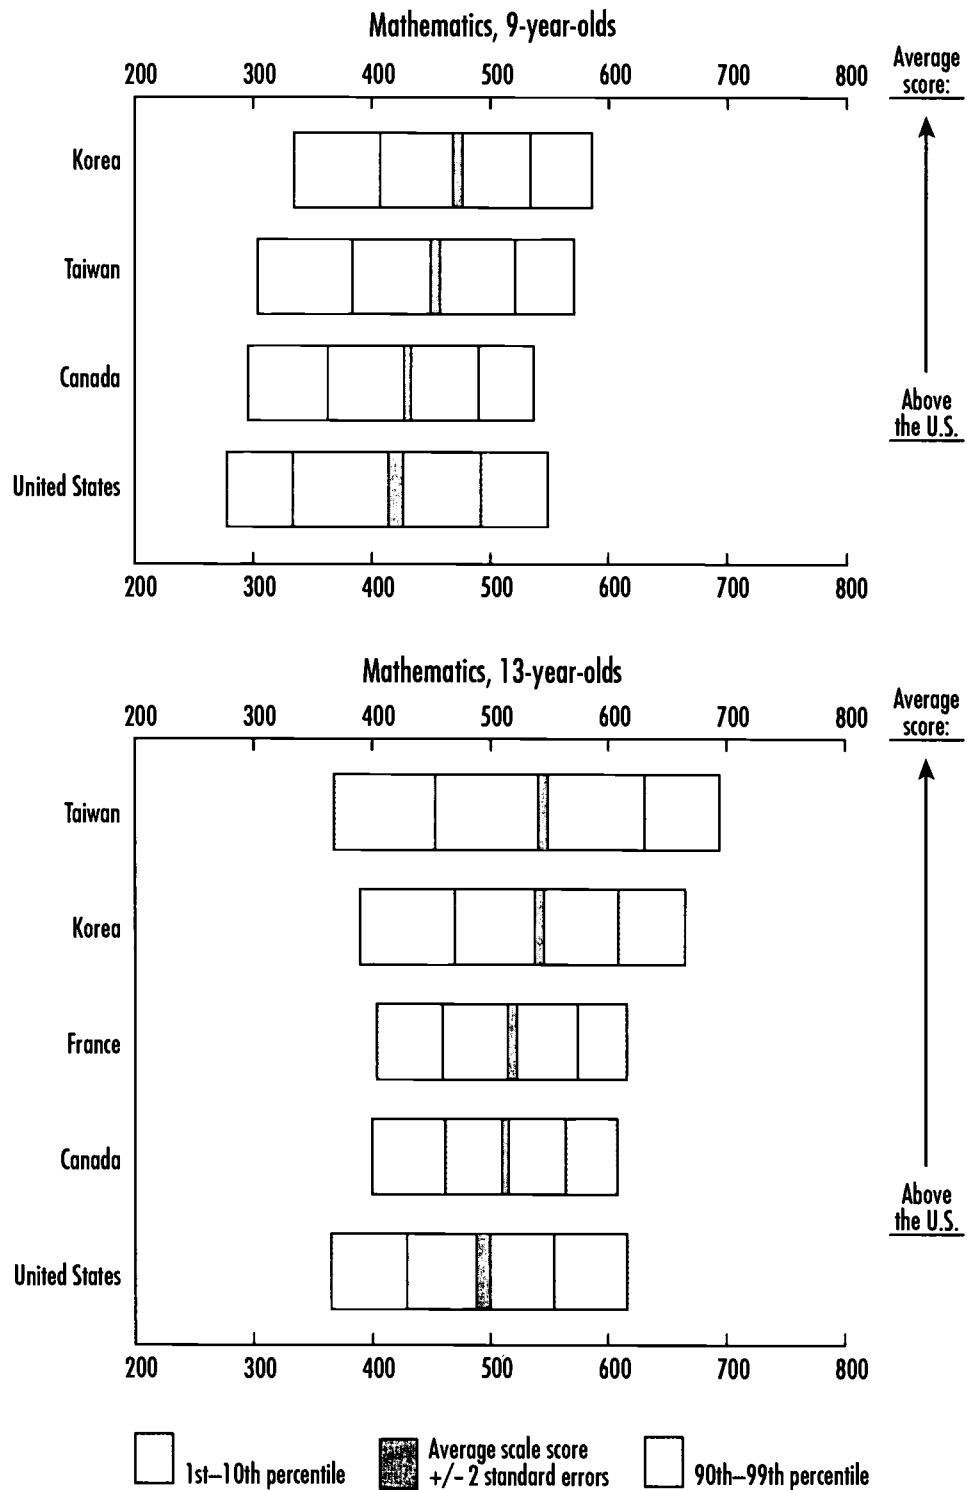 Mathematics, 9-year-olds
200 300 400 500 600 700 800
Average
score:
Korea
Taiwan
Canada
Above
the U.S.
United States
200 300 400 500 600 700 800
Mathematics, 13-year-olds
200 300 400 500 600 700 800
Average
score:
Taiwan
Korea
France
Canada
Above
the U.S.
United States
200 300 400 500 600 700 800
1st–10th percentile
Average scale score
+/– 2 standard errors
90th–99th percentile